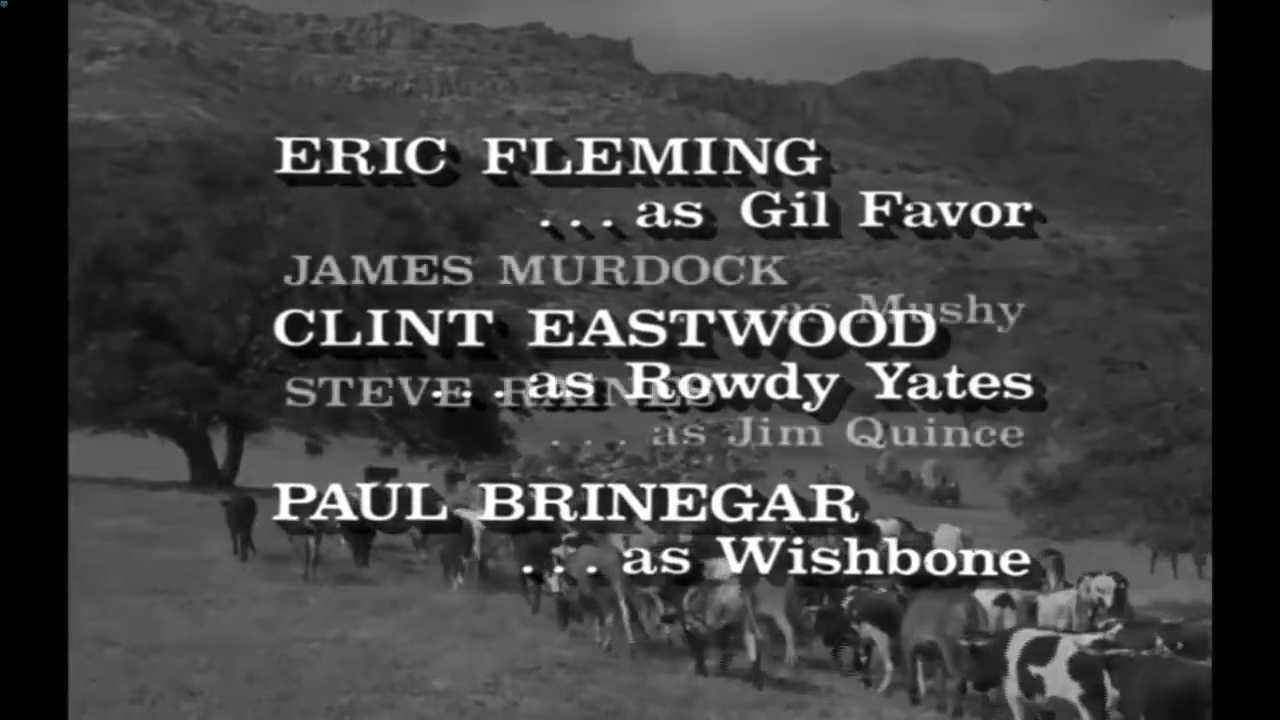 ERIC FLEMING
...as Gil Favor
JAMES MURDOCK
as Mushy
CLINT EASTWOOD
...as Rowdy Yates
STEVE RAINES
...as Jim Quince
PAUL BRINEGAR
...as Wishbone